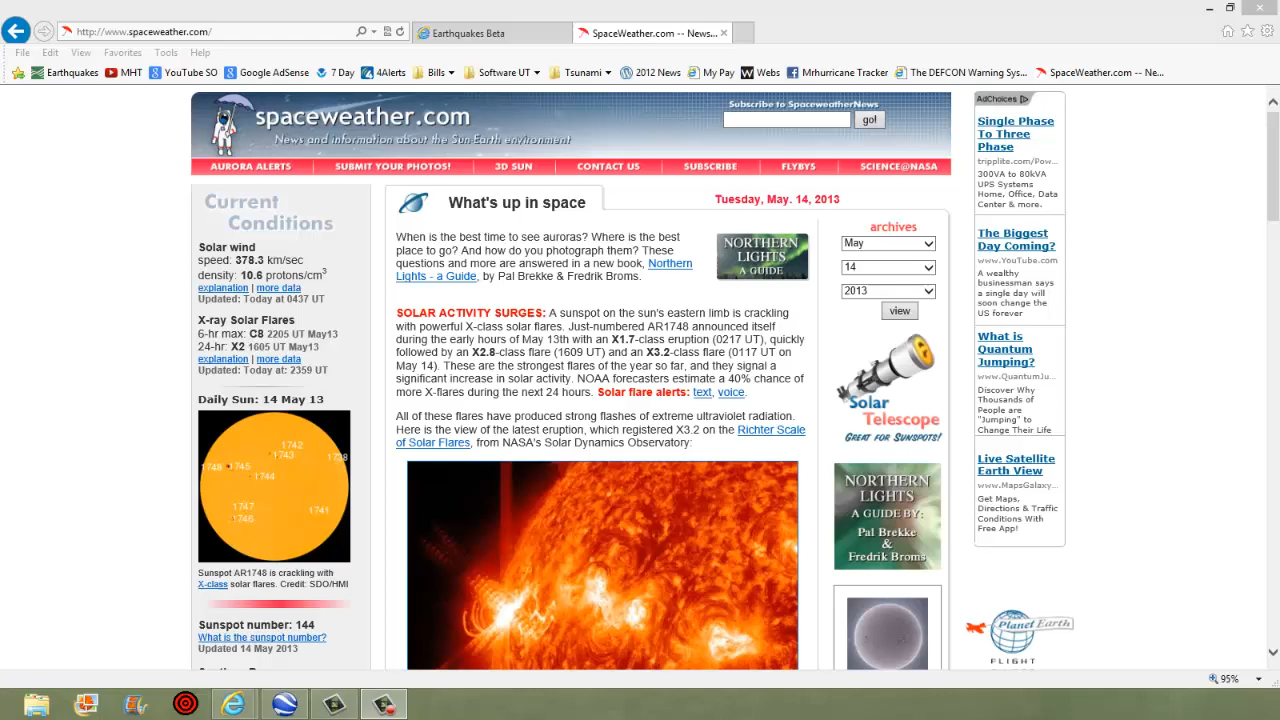 http://www.spaceweather.com/
Earthquakes Beta
SpaceWeather.com -- News...
File Edit View Favorites Tools Help
Earthquakes MHT YouTube SO Google AdSense 7 Day 4Alerts Bills Software UT Tsunami 2012 News My Pay Webs Mrhurricane Tracker The DEFCON Warning Sys... SpaceWeather.com -- Ne...
spaceweather.com
News and information about the Sun-Earth environment
Subscribe to SpaceweatherNews
go!
AURORA ALERTS SUBMIT YOUR PHOTOS! 3D SUN CONTACT US SUBSCRIBE FLYBYS SCIENCE@NASA
Current
Conditions
Solar wind
speed: 378.3 km/sec
density: 10.6 protons/cm3
explanation | more data
Updated: Today at 0437 UT
X-ray Solar Flares
6-hr max: C8 2205 UT May13
24-hr: X2 1605 UT May13
explanation | more data
Updated: Today at: 2359 UT
Daily Sun: 14 May 13
1742
1743
1738
1748
1745
1744
1747
1746
1741
Sunspot AR1748 is crackling with
X-class solar flares. Credit: SDO/HMI
Sunspot number: 144
What is the sunspot number?
Updated 14 May 2013
What's up in space
Tuesday, May. 14, 2013
When is the best time to see auroras? Where is the best
place to go? And how do you photograph them? These
questions and more are answered in a new book, Northern
Lights - a Guide, by Pal Brekke & Fredrik Broms.
NORTHERN
LIGHTS
A GUIDE
SOLAR ACTIVITY SURGES: A sunspot on the sun's eastern limb is crackling
with powerful X-class solar flares. Just-numbered AR1748 announced itself
during the early hours of May 13th with an X1.7-class eruption (0217 UT), quickly
followed by an X2.8-class flare (1609 UT) and an X3.2-class flare (0117 UT on
May 14). These are the strongest flares of the year so far, and they signal a
significant increase in solar activity. NOAA forecasters estimate a 40% chance of
more X-flares during the next 24 hours. Solar flare alerts: text, voice.
All of these flares have produced strong flashes of extreme ultraviolet radiation.
Here is the view of the latest eruption, which registered X3.2 on the Richter Scale
of Solar Flares, from NASA's Solar Dynamics Observatory:
archives
May
14
2013
view
Solar
Telescope
GREAT FOR SUNSPOTS!
NORTHERN
LIGHTS
A GUIDE BY:
Pal Brekke
&
Fredrik Broms
AdChoices
Single Phase
To Three
Phase
tripplite.com/Pow...
300VA to 80kVA
UPS Systems
Home, Office, Data
Center & more.
The Biggest
Day Coming?
www.YouTube.com
A wealthy
businessman says
a single day will
soon change the
US forever
What is
Quantum
Jumping?
www.QuantumJu...
Discover Why
Thousands of
People are
"Jumping" to
Change Their Life
Live Satellite
Earth View
www.MapsGalaxy...
Get Maps,
Directions & Traffic
Conditions With
Free App!
Planet Earth
FLIGHT
95%